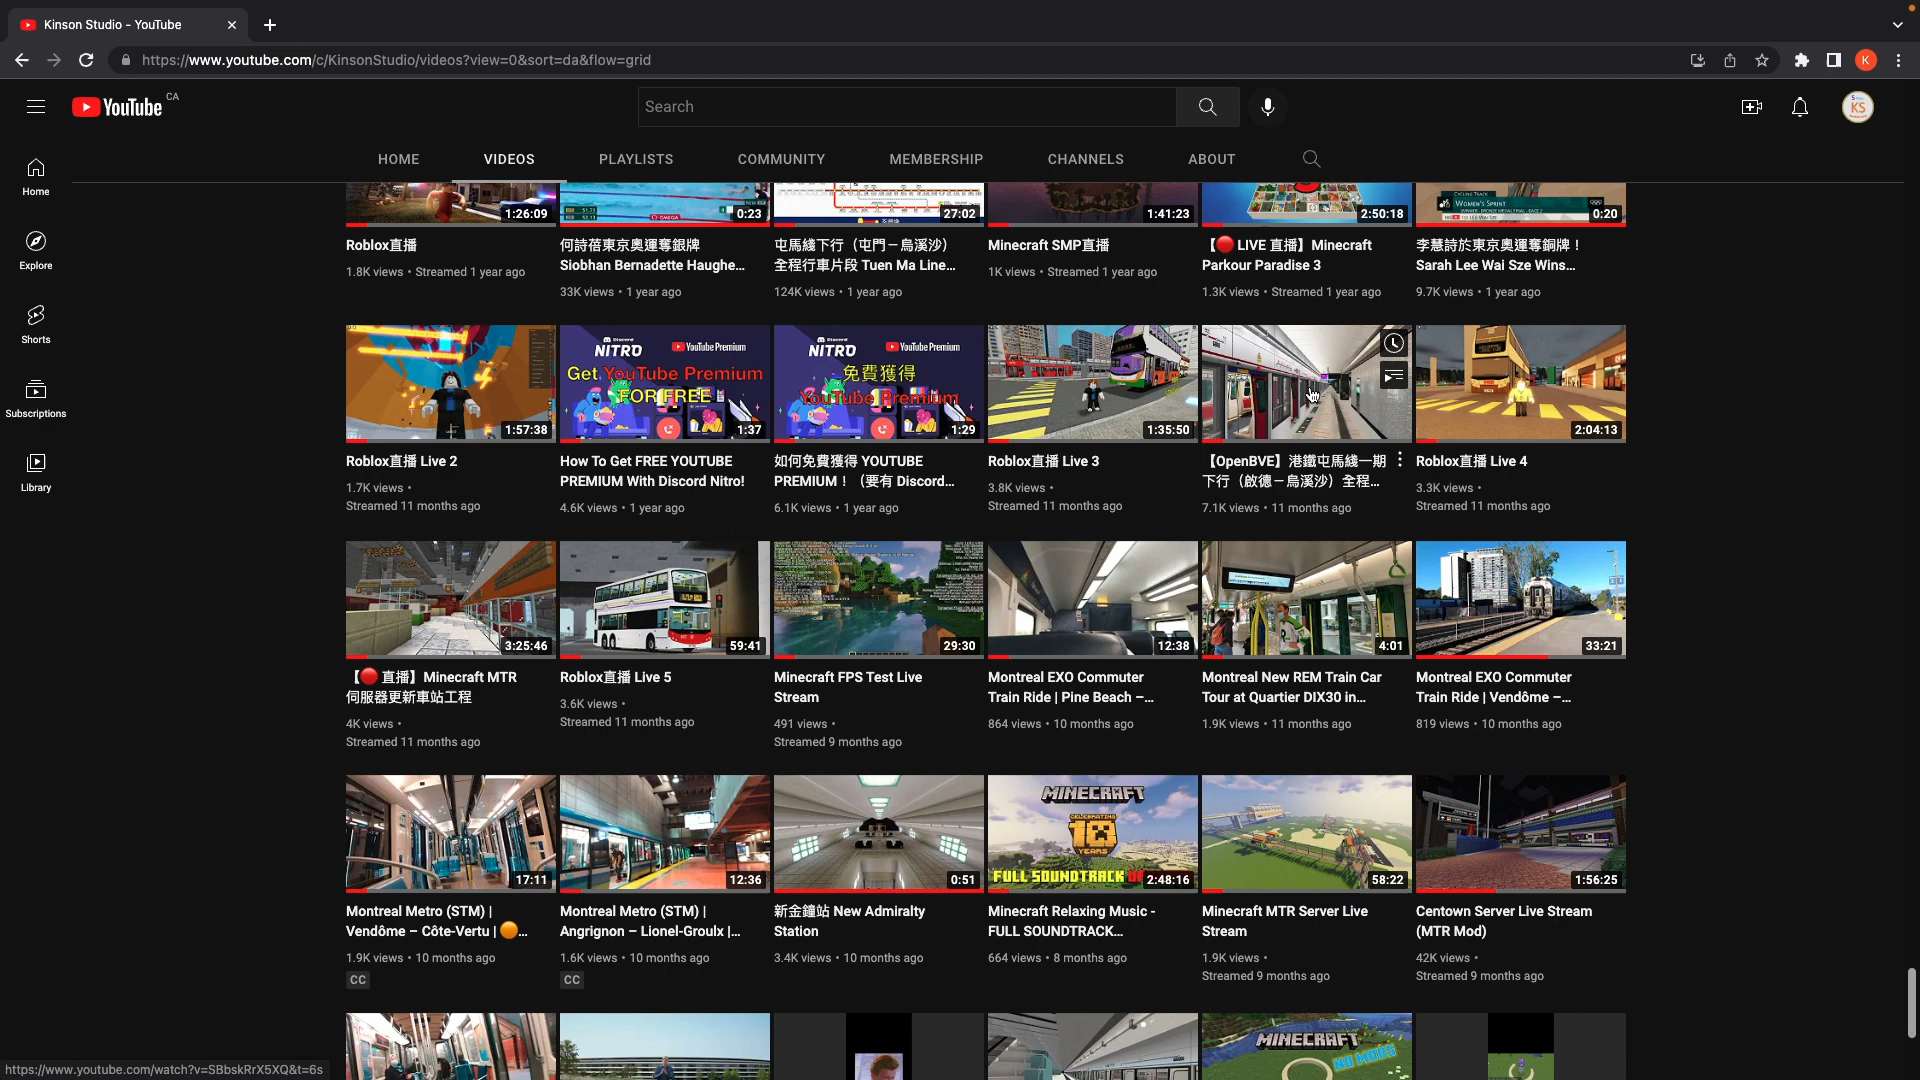 Kinson Studio - YouTube
https://www.youtube.com/c/KinsonStudio/videos?view=0&sort=da&flow=grid
K
YouTube CA
Search
KS
HOME VIDEOS PLAYLISTS COMMUNITY MEMBERSHIP CHANNELS ABOUT
Home
Explore
Shorts
Subscriptions
Library
1:26:09
0:23
27:02
1:41:23
2:50:18
CYCLING TRACK
WOMEN'S SPRINT
0:20
Roblox直播
1.8K views • Streamed 1 year ago
何詩蓓東京奧運奪銀牌
Siobhan Bernadette Haughe...
33K views • 1 year ago
屯馬綫下行（屯門－烏溪沙）
全程行車片段 Tuen Ma Line...
124K views • 1 year ago
Minecraft SMP直播
1K views • Streamed 1 year ago
【🔴 LIVE 直播】Minecraft
Parkour Paradise 3
1.3K views • Streamed 1 year ago
李慧詩於東京奧運奪銅牌！
Sarah Lee Wai Sze Wins...
9.7K views • 1 year ago
1:57:38
Discord
NITRO
YouTube Premium
Get YouTube Premium
FOR FREE
1:37
Discord
NITRO
YouTube Premium
免費獲得
YouTube Premium
1:29
1:35:50
2:04:13
Roblox直播 Live 2
1.7K views •
Streamed 11 months ago
How To Get FREE YOUTUBE
PREMIUM With Discord Nitro!
4.6K views • 1 year ago
如何免費獲得 YOUTUBE
PREMIUM！（要有 Discord...
6.1K views • 1 year ago
Roblox直播 Live 3
3.8K views •
Streamed 11 months ago
【OpenBVE】港鐵屯馬綫一期
下行（啟德－烏溪沙）全程...
7.1K views • 11 months ago
Roblox直播 Live 4
3.3K views •
Streamed 11 months ago
3:25:46
59:41
29:30
12:38
4:01
33:21
【🔴 直播】Minecraft MTR
伺服器更新車站工程
4K views •
Streamed 11 months ago
Roblox直播 Live 5
3.6K views •
Streamed 11 months ago
Minecraft FPS Test Live
Stream
491 views •
Streamed 9 months ago
Montreal EXO Commuter
Train Ride | Pine Beach –...
864 views • 10 months ago
Montreal New REM Train Car
Tour at Quartier DIX30 in...
1.9K views • 11 months ago
Montreal EXO Commuter
Train Ride | Vendôme –...
819 views • 10 months ago
17:11
12:36
0:51
MINECRAFT
CELEBRATING
10
YEARS
FULL SOUNDTRACK
2:48:16
58:22
1:56:25
Montreal Metro (STM) |
Vendôme – Côte-Vertu | 🟠...
1.9K views • 10 months ago
CC
Montreal Metro (STM) |
Angrignon – Lionel-Groulx |...
1.6K views • 10 months ago
CC
新金鐘站 New Admiralty
Station
3.4K views • 10 months ago
Minecraft Relaxing Music -
FULL SOUNDTRACK...
664 views • 8 months ago
Minecraft MTR Server Live
Stream
1.9K views •
Streamed 9 months ago
Centown Server Live Stream
(MTR Mod)
42K views •
Streamed 9 months ago
MINECRAFT
NO MODS
https://www.youtube.com/watch?v=SBbskRrX5XQ&t=6s